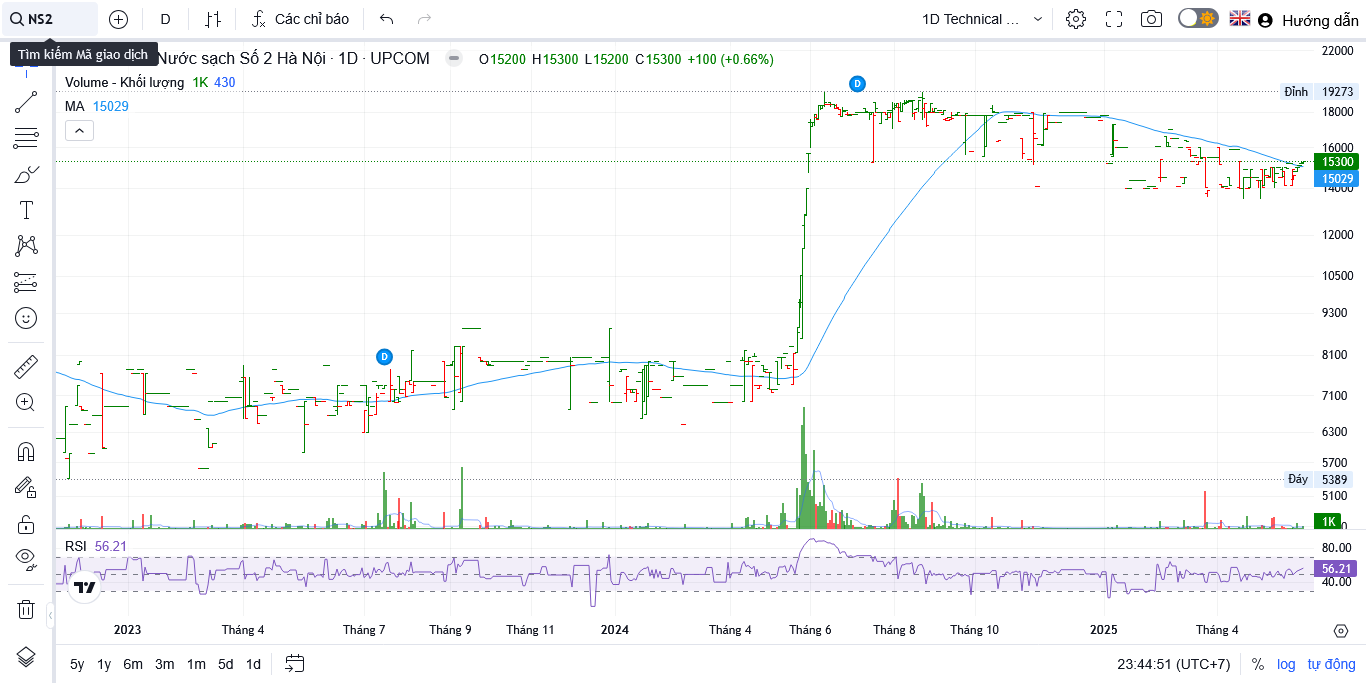 NS2
D
Các chỉ báo
1D Technical ...
Hướng dẫn
Tìm kiếm Mã giao dịch
Nước sạch Số 2 Hà Nội · 1D · UPCOM
O15200 H15300 L15200 C15300 +100 (+0.66%)
Volume - Khối lượng 1K 430
MA 15029
D
D
22000
Đỉnh 19273
18000
16000
15300
15029
14000
12000
10500
9300
8100
7100
6300
5700
Đáy 5389
5100
1K
RSI 56.21
80.00
56.21
40.00
2023 Tháng 4 Tháng 7 Tháng 9 Tháng 11 2024 Tháng 4 Tháng 6 Tháng 8 Tháng 10 2025 Tháng 4
5y 1y 6m 3m 1m 5d 1d
23:44:51 (UTC+7) % log tự động